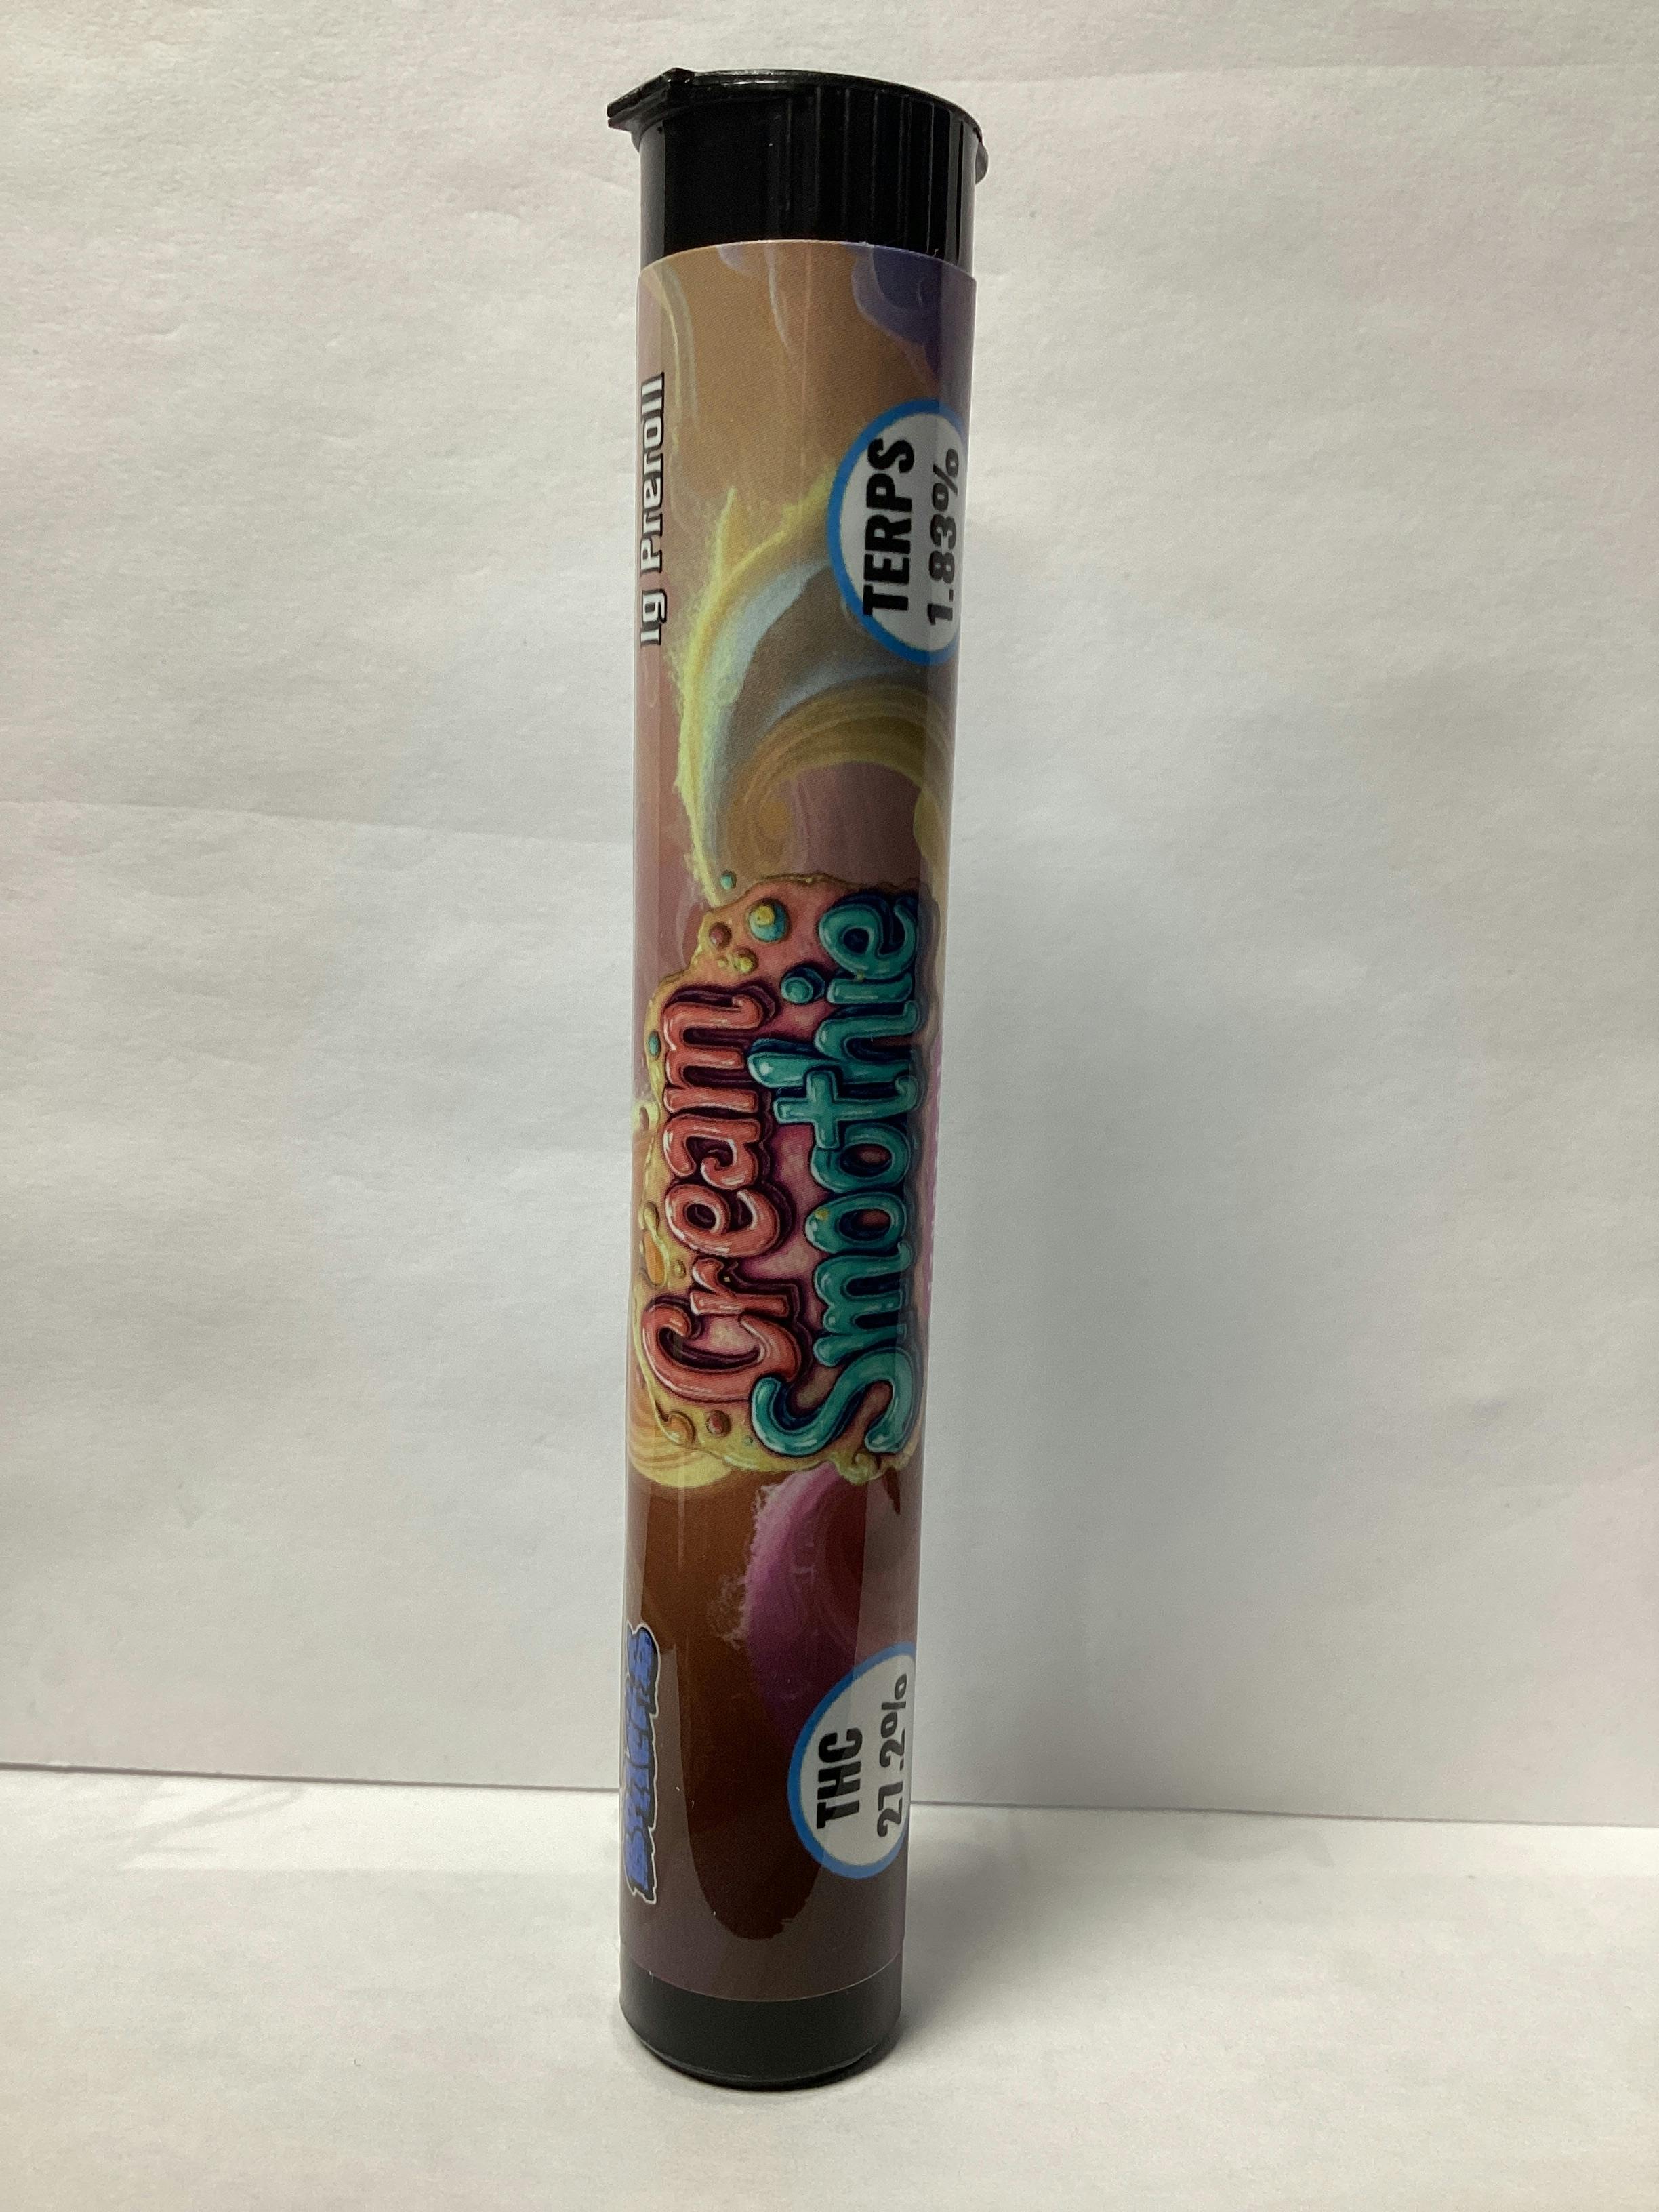 1g Preroll
Cream
Smoothie
TERPS
1.83%
THC
27.2%